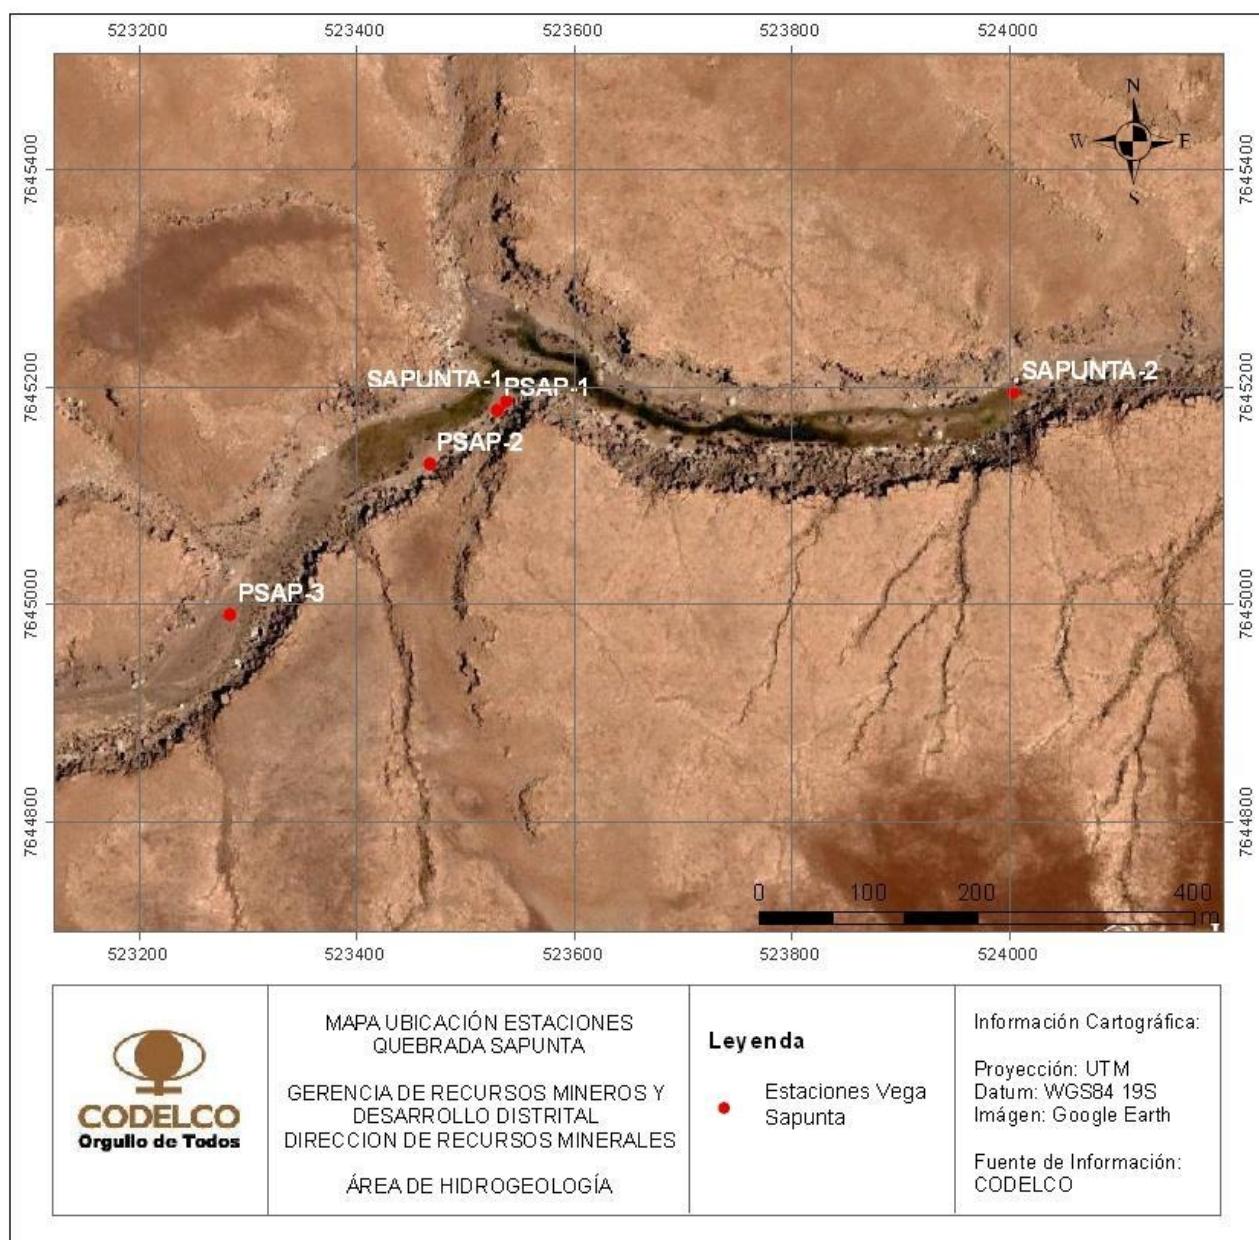 523200 523400 523600 523800 524000
N
W E
S
7645400 7645400
7645200 7645200
SAPUNTA-1 PSAP-1 SAPUNTA-2
PSAP-2
7645000 7645000
PSAP-3
7644800 7644800
0 100 200 400
m
523200 523400 523600 523800 524000
CODELCO
Orgullo de Todos
MAPA UBICACIÓN ESTACIONES
QUEBRADA SAPUNTA
GERENCIA DE RECURSOS MINEROS Y
DESARROLLO DISTRITAL
DIRECCION DE RECURSOS MINERALES
ÁREA DE HIDROGEOLOGÍA
Leyenda
Estaciones Vega
Sapunta
Información Cartográfica:
Proyección: UTM
Datum: WGS84 19S
Imágen: Google Earth
Fuente de Información:
CODELCO